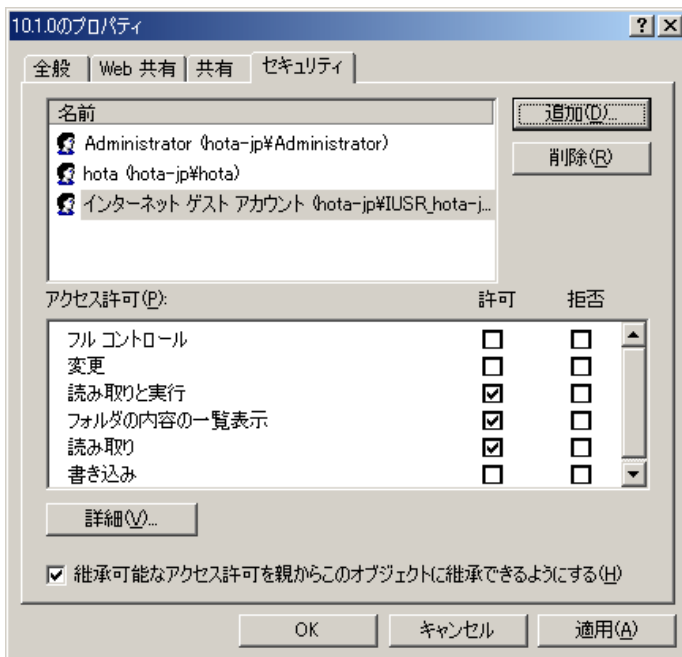 10.1.0のプロパティ
全般 Web 共有 共有 セキュリティ
名前
Administrator (hota-jp¥Administrator)
hota (hota-jp¥hota)
インターネット ゲスト アカウント (hota-jp¥IUSR_hota-j...
追加(D)...
削除(R)
アクセス許可(P): 許可 拒否
フル コントロール
変更
読み取りと実行
フォルダの内容の一覧表示
読み取り
書き込み
詳細(V)...
継承可能なアクセス許可を親からこのオブジェクトに継承できるようにする(H)
OK キャンセル 適用(A)